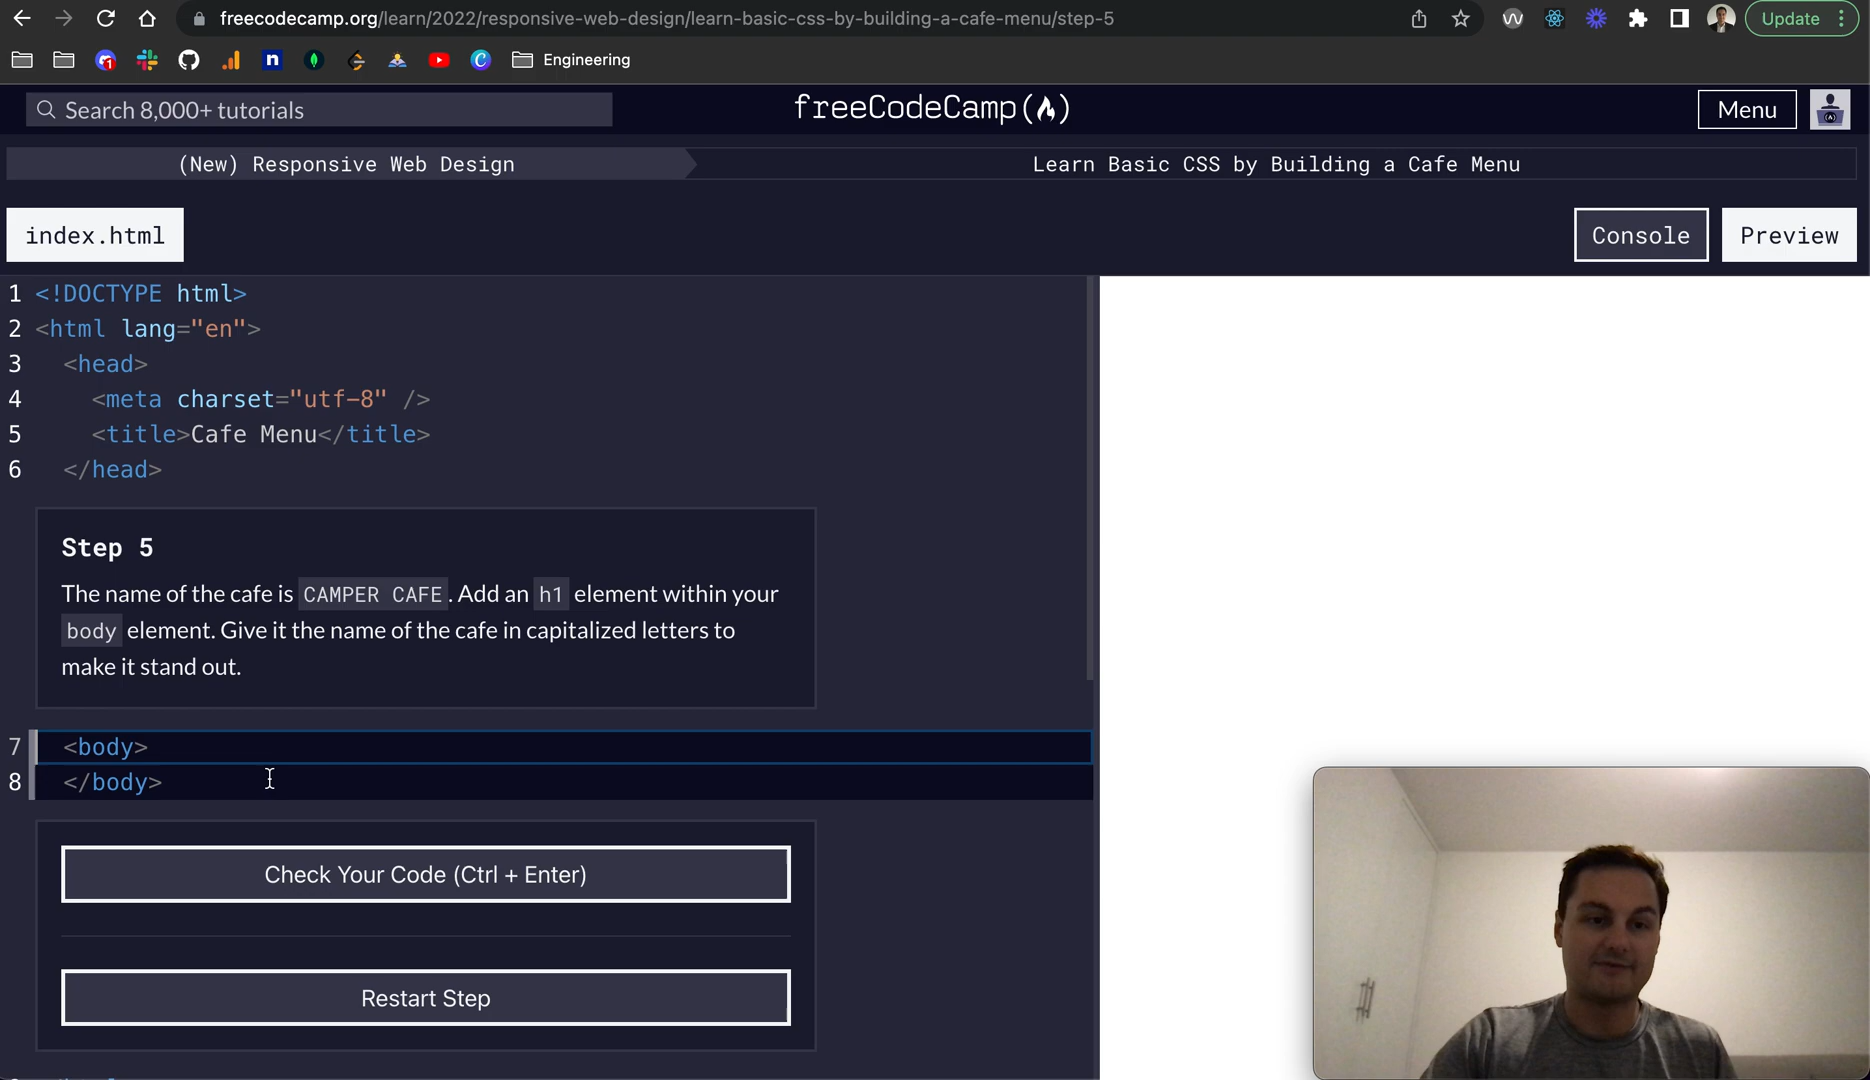 freecodecamp.org/learn/2022/responsive-web-design/learn-basic-css-by-building-a-cafe-menu/step-5
Update
1
n
Engineering
Search 8,000+ tutorials
freeCodeCamp
Menu
(New) Responsive Web Design
Learn Basic CSS by Building a Cafe Menu
index.html
Console
Preview
1 <!DOCTYPE html>
2 <html lang="en">
3 <head>
4 <meta charset="utf-8" />
5 <title>Cafe Menu</title>
6 </head>
Step 5
The name of the cafe is CAMPER CAFE. Add an h1 element within your
body element. Give it the name of the cafe in capitalized letters to
make it stand out.
7 <body>
8 </body>
Check Your Code (Ctrl + Enter)
Restart Step